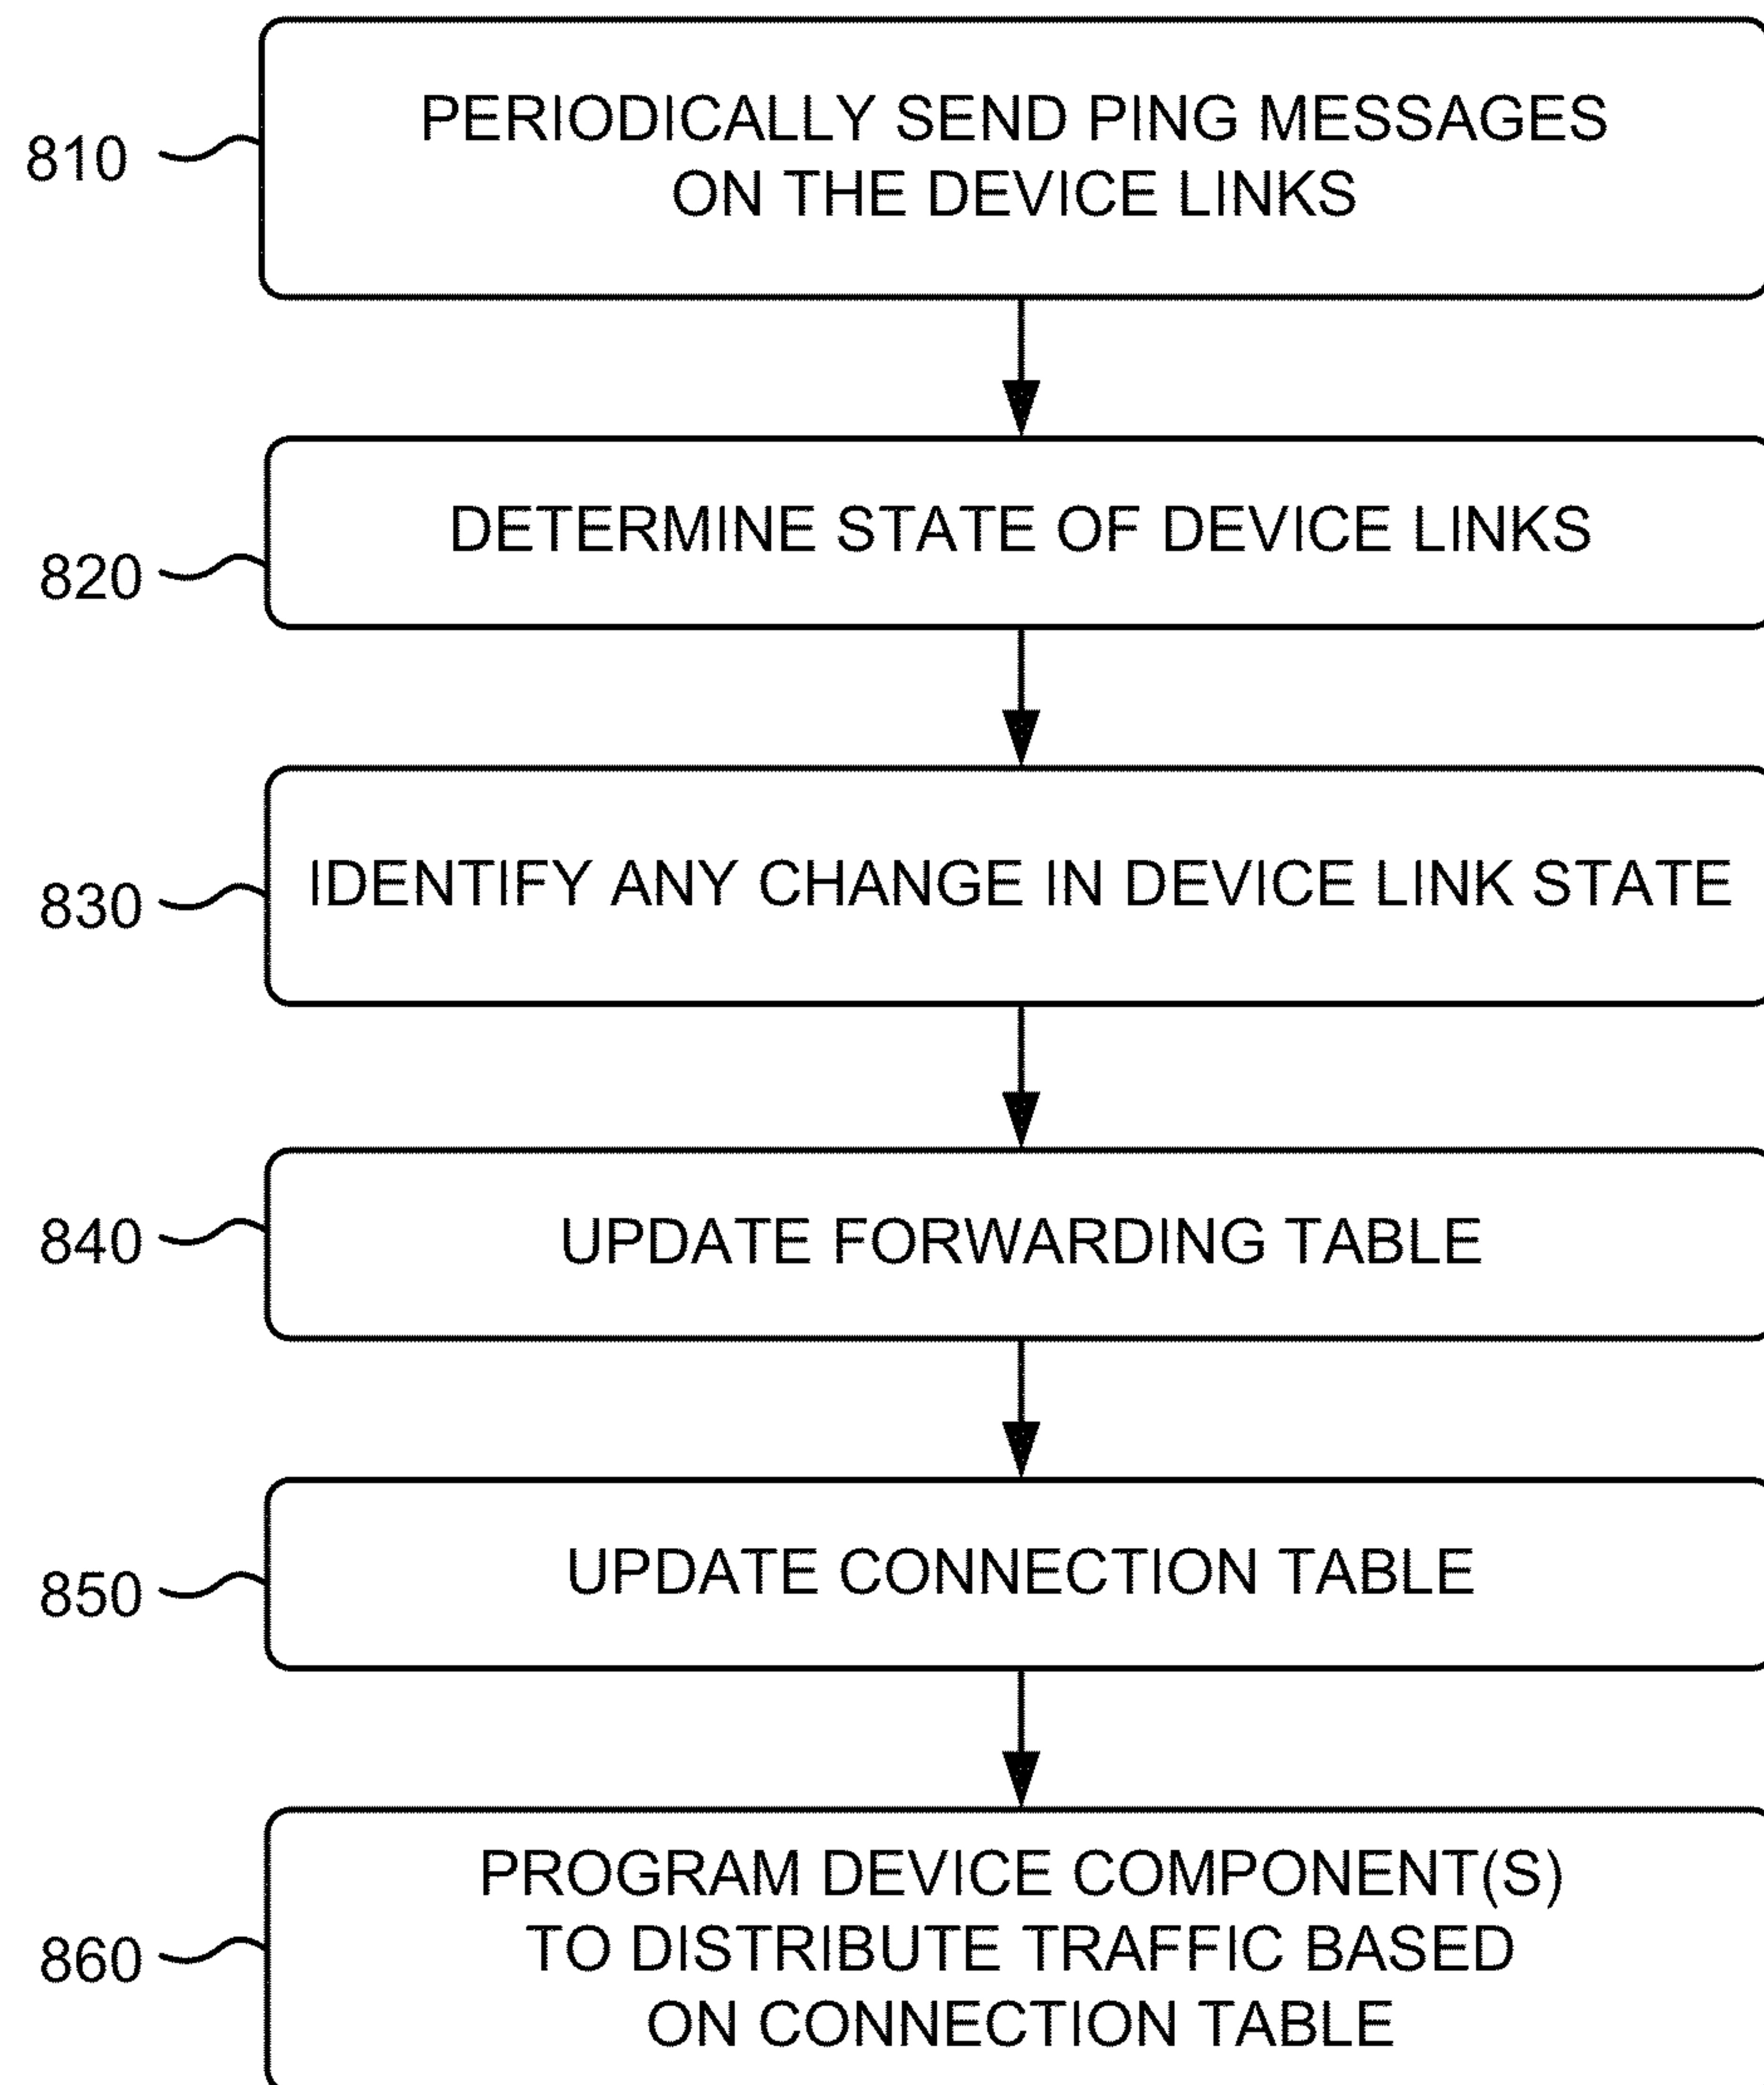 810
PERIODICALLY SEND PING MESSAGES
ON THE DEVICE LINKS
820
DETERMINE STATE OF DEVICE LINKS
830
IDENTIFY ANY CHANGE IN DEVICE LINK STATE
840
UPDATE FORWARDING TABLE
850
UPDATE CONNECTION TABLE
860
PROGRAM DEVICE COMPONENT(S)
TO DISTRIBUTE TRAFFIC BASED
ON CONNECTION TABLE